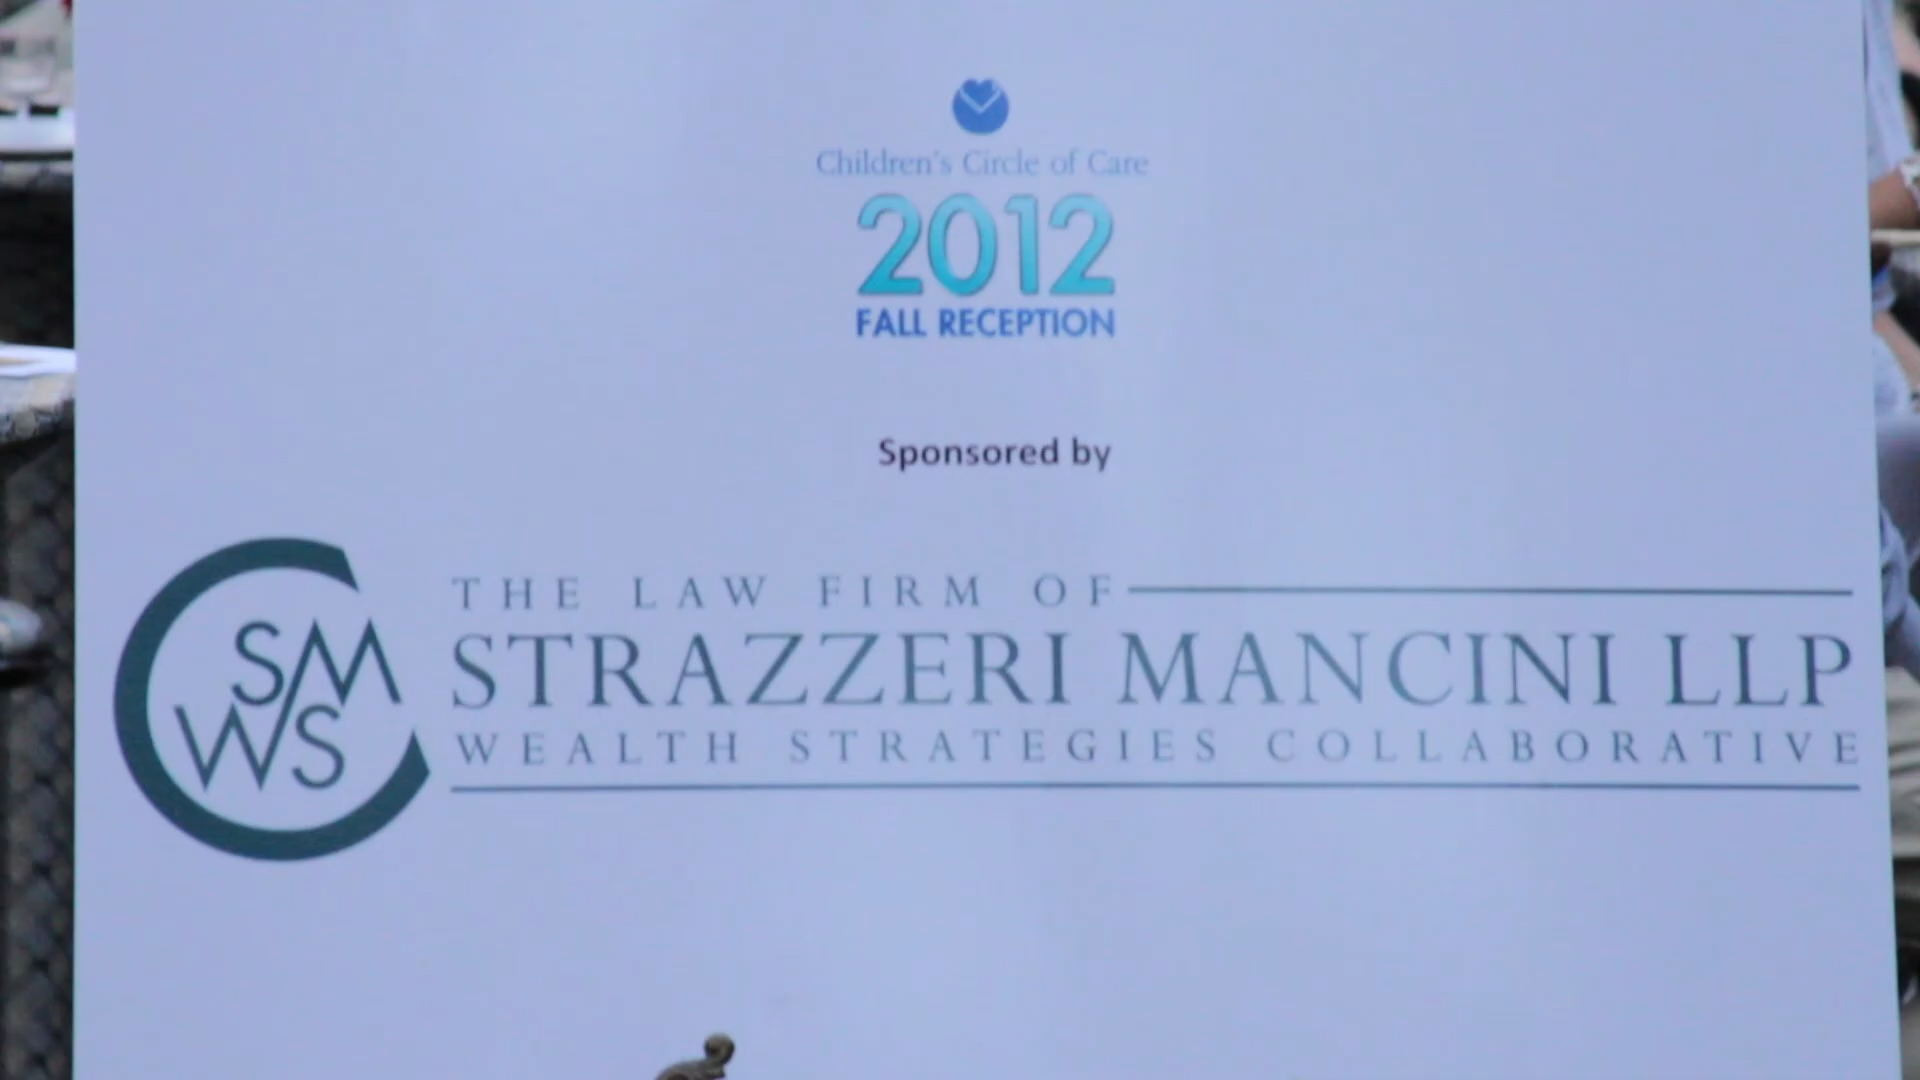 Children's Circle of Care
2012
FALL RECEPTION
Sponsored by
SM
WS
THE LAW FIRM OF
STRAZZERI MANCINI LLP
WEALTH STRATEGIES COLLABORATIVE